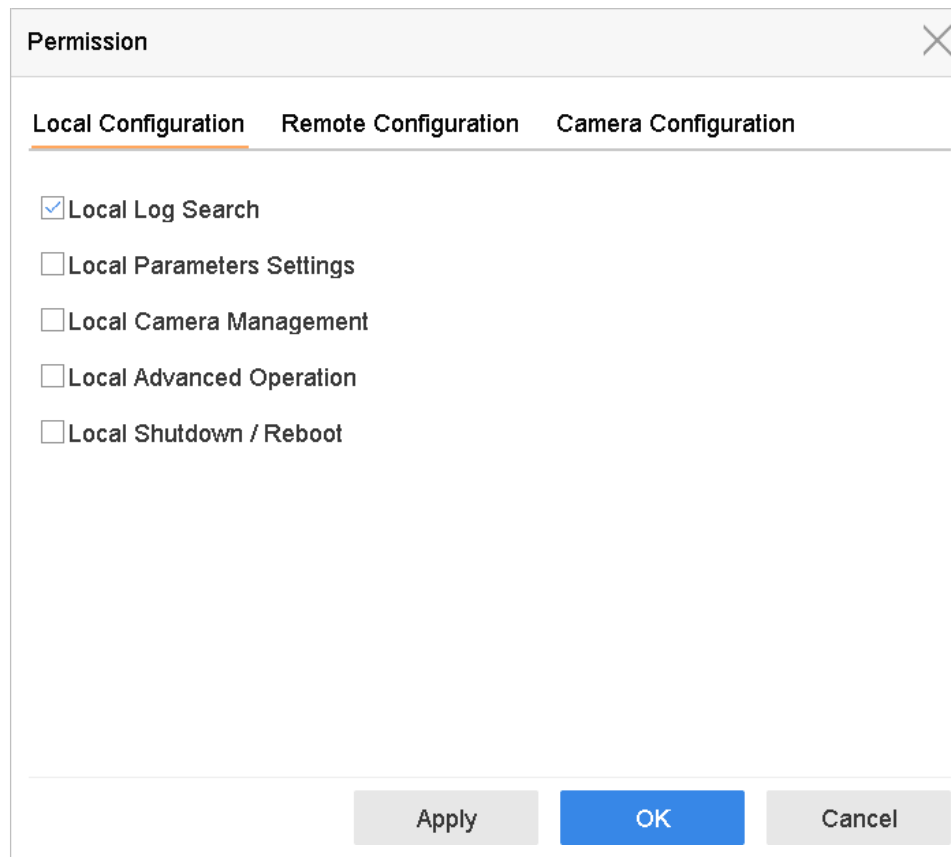 Permission
Local Configuration Remote Configuration Camera Configuration
Local Log Search
Local Parameters Settings
Local Camera Management
Local Advanced Operation
Local Shutdown / Reboot
Apply OK Cancel